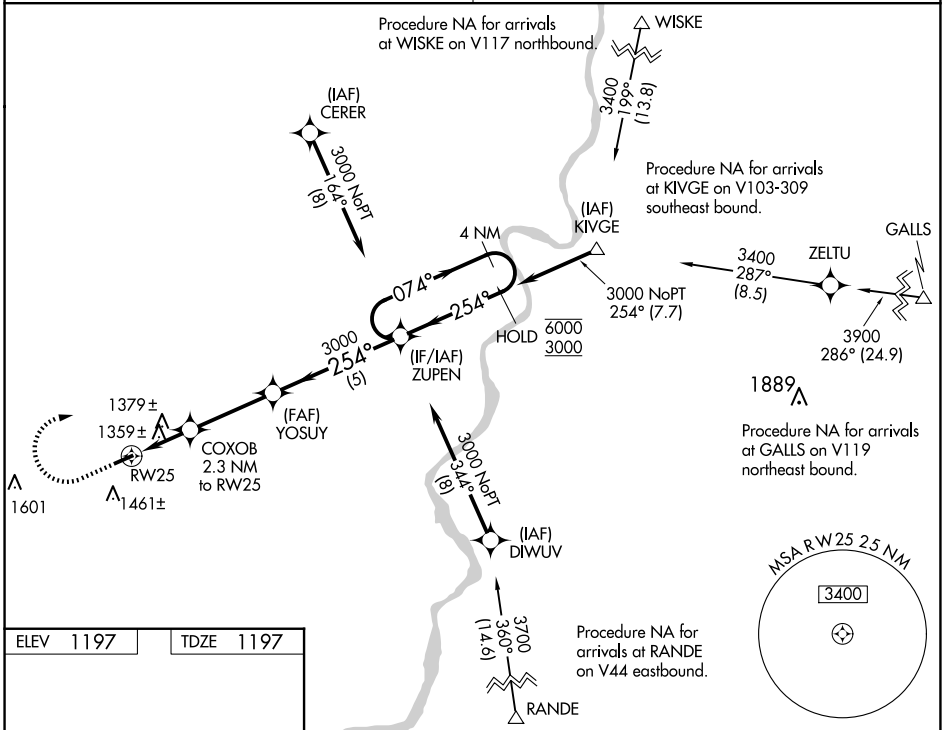 Procedure NA for arrivals
at WISKE on V117 northbound.
WISKE
3400
199°
(13.8)
(IAF)
CERER
3000 NoPT
164°
(8)
Procedure NA for arrivals
at KIVGE on V103-309
southeast bound.
(IAF)
KIVGE
4 NM
GALLS
ZELTU
3400
287°
(8.5)
074°
254°
3000 NoPT
254° (7.7)
3900
286° (24.9)
HOLD 6000
3000
3000
254°
(5)
(IF/IAF)
ZUPEN
1889
1379±
1359±
(FAF)
YOSUY
COXOB
2.3 NM
to RW25
RW25
1601
1461±
Procedure NA for arrivals
at GALLS on V119
northeast bound.
3000 NoPT
344°
(8)
(IAF)
DIWUV
MSA RW25 25 NM
3400
3700
360°
(14.6)
Procedure NA for
arrivals at RANDE
on V44 eastbound.
RANDE
ELEV 1197
TDZE 1197